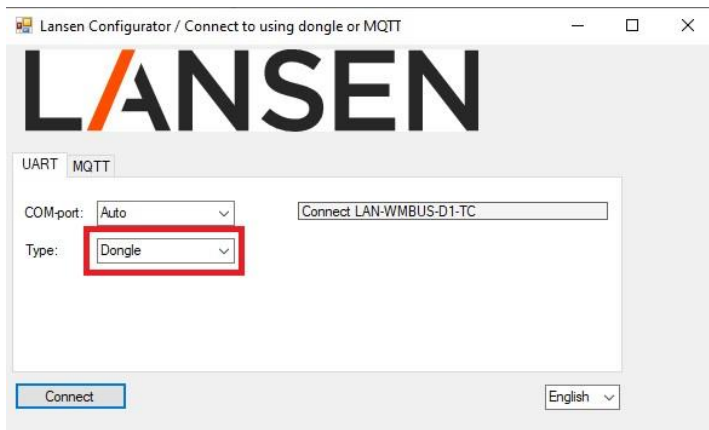 Lansen Configurator / Connect to using dongle or MQTT
LANSEN
UART MQTT
COM-port: Auto Connect LAN-WMBUS-D1-TC
Type: Dongle
Connect English